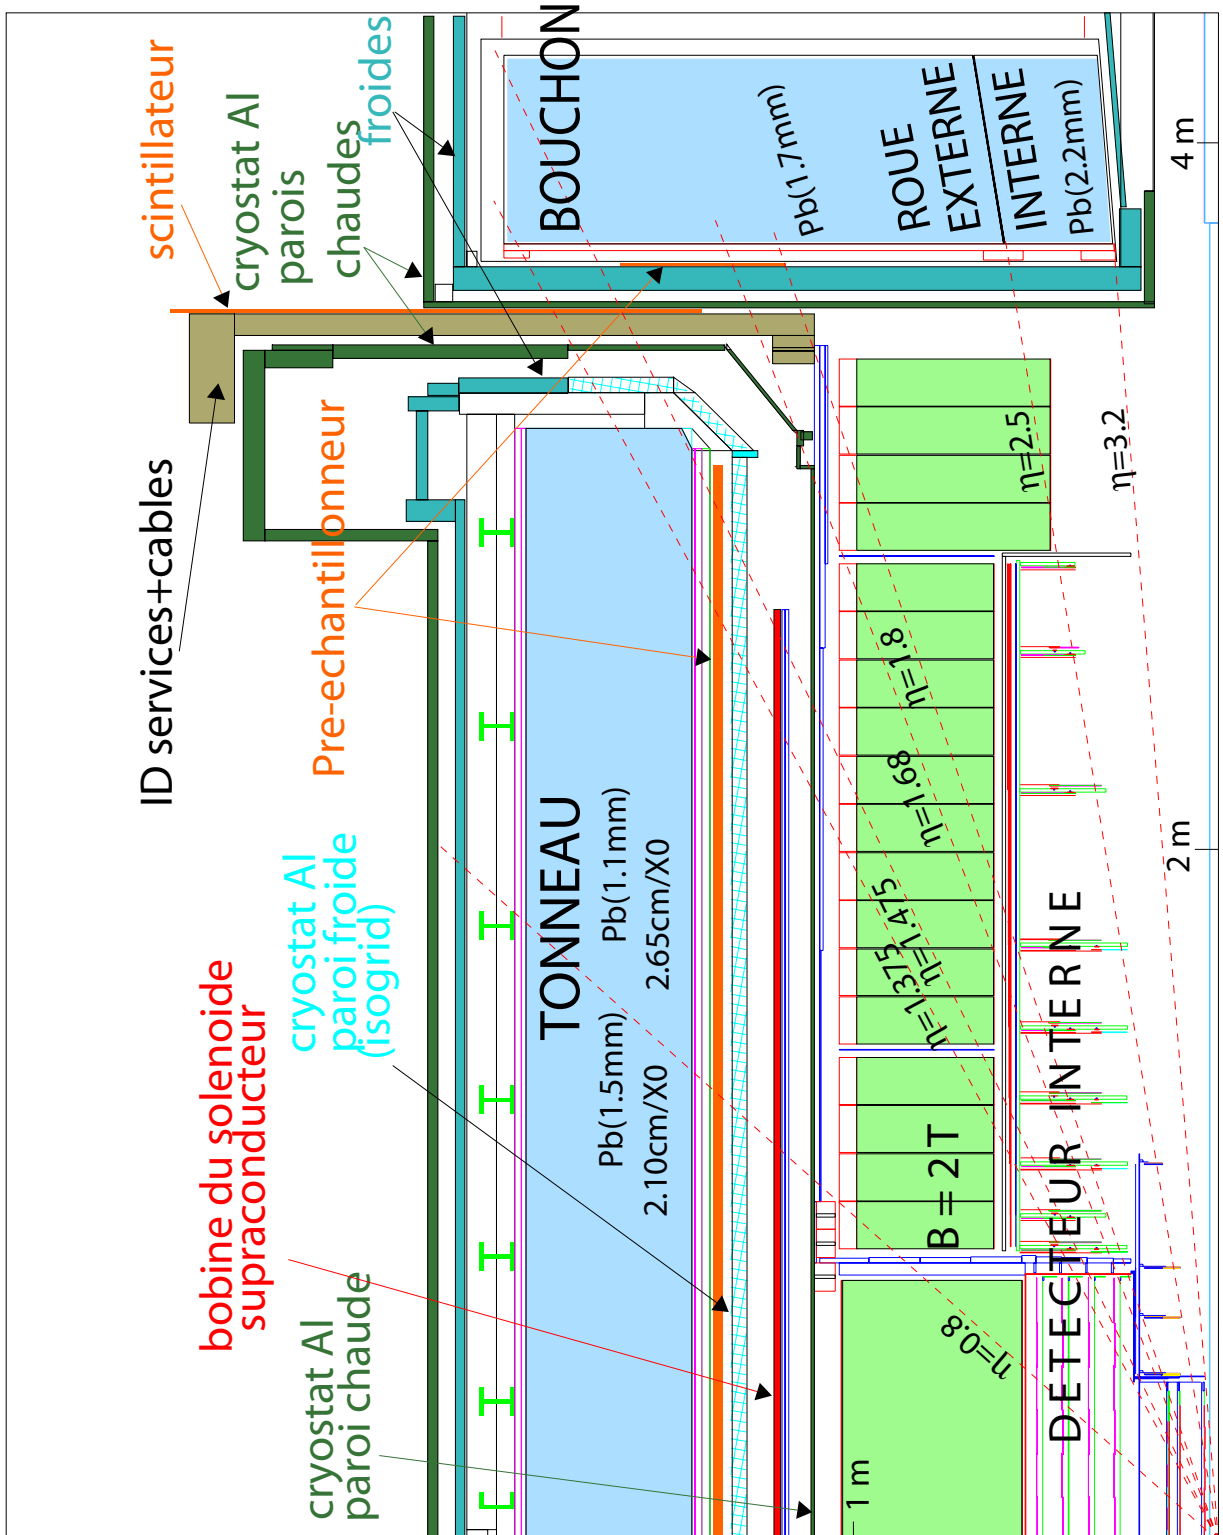 scintillateur
cryostat Al
parois
chaudes
froides
BOUCHON
Pb(1.7mm)
ROUE
EXTERNE
INTERNE
Pb(2.2mm)
4 m
ID services+cables
Pre-echantillonneur
η=2.5
η=3.2
cryostat Al
paroi froide
(isogrid)
TONNEAU
Pb(1.5mm)
Pb(1.1mm)
2.10cm/X0
2.65cm/X0
η=1.8
η=1.68
η=1.475
η=1.375
2 m
bobine du solenoide
supraconducteur
B = 2 T
DETECTEUR INTERNE
cryostat Al
paroi chaude
η=0.8
1 m